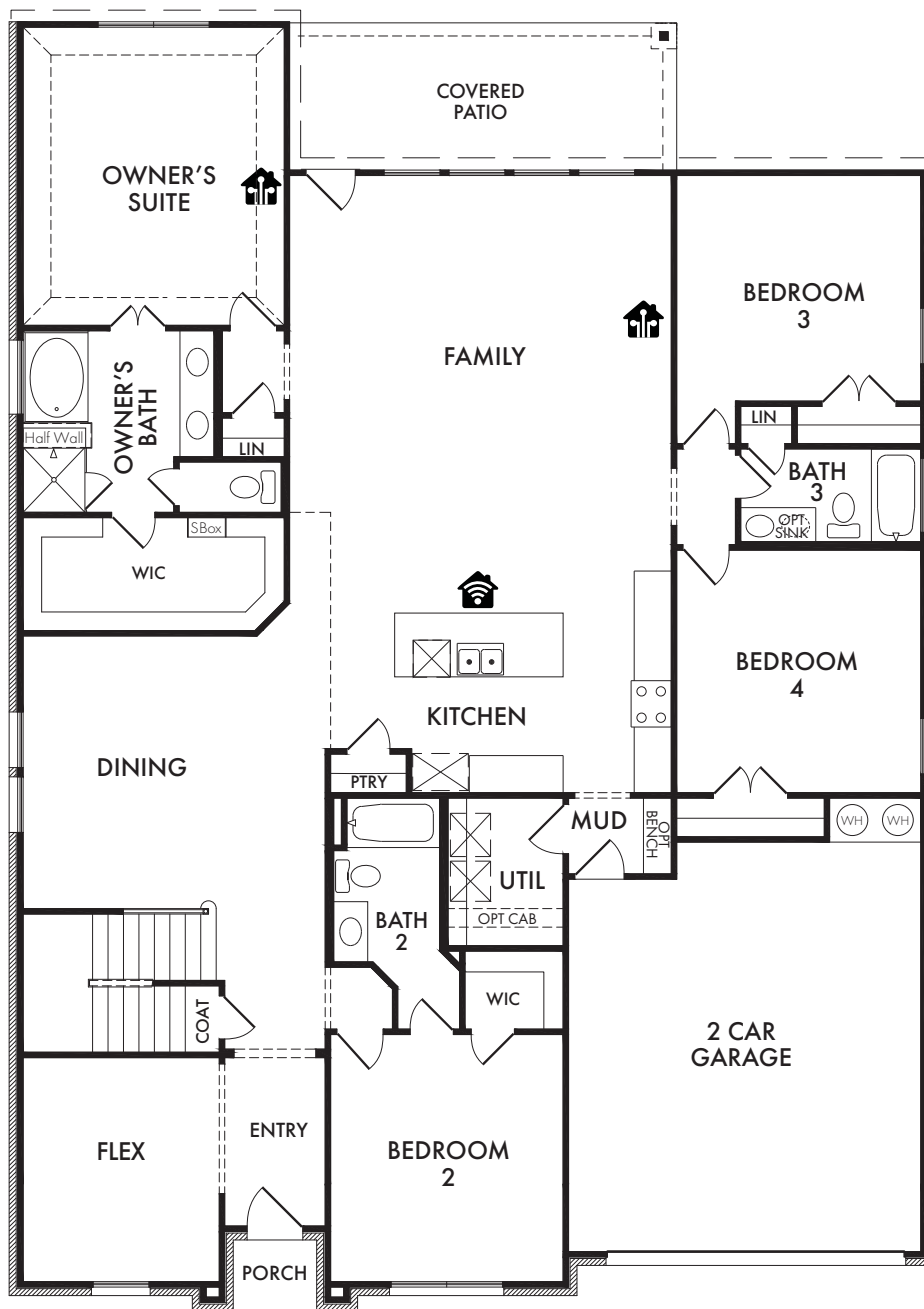 COVERED
PATIO
OWNER'S
SUITE
BEDROOM
3
FAMILY
OWNER'S
BATH
Half Wall
LIN
LIN
BATH
3
OPT
SINK
SBox
WIC
BEDROOM
4
KITCHEN
DINING
PTRY
MUD
OPT
BENCH
WH
WH
UTIL
OPT CAB
BATH
2
WIC
COAT
2 CAR
GARAGE
ENTRY
FLEX
BEDROOM
2
PORCH